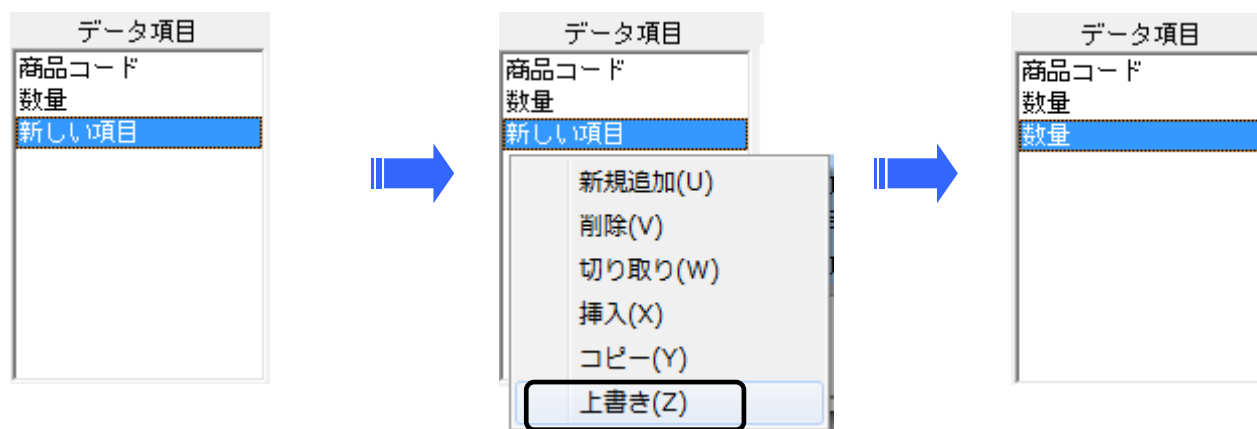 データ項目
商品コード
数量
新しい項目
データ項目
商品コード
数量
新しい項目
新規追加(U)
削除(V)
切り取り(W)
挿入(X)
コピー(Y)
上書き(Z)
データ項目
商品コード
数量
数量